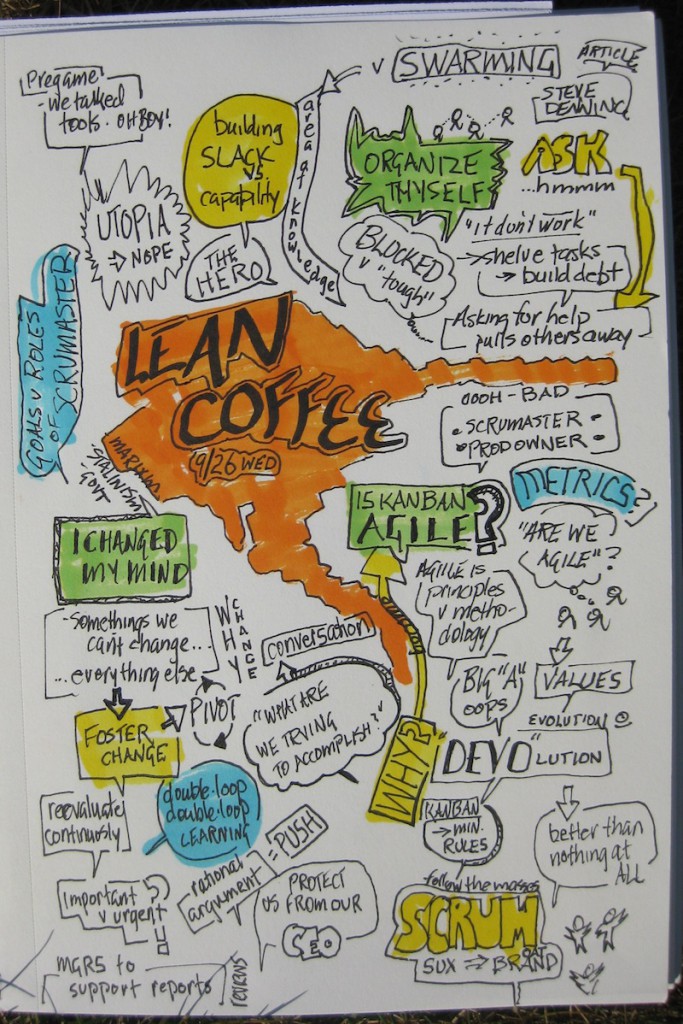 Pregame
-we talked
tools. OH BOY!
UTOPIA
→ NOPE
building
SLACK
vs.
capability
THE
HERO
area of knowledge
v SWARMING
ARTICLE
STEVE
DENNING
ORGANIZE
THYSELF
ASK
...hmmm
"it don't work"
→shelve tasks
→ build debt
Asking for help
pulls others away
BLOCKED
v "tough"
GOALS v ROLES
OF SCRUMASTER
LEAN
COFFEE
9/26 WED
MARXISM
STALINISM
GOVT
OOOH - BAD
• SCRUMASTER •
• PRODOWNER •
IS KANBAN
AGILE?
METRICS?
"ARE WE
AGILE"?
AGILE IS
principles
v metho-
dology
BIG "A"
oops
VALUES
EVOLUTION
"DEVO"LUTION
I CHANGED
MY MIND
-Somethings we
can't change...
...everything else
WHY
CHANGE
conversation
PIVOT
FOSTER
CHANGE
"WHAT ARE
WE TRYING
TO ACCOMPLISH?"
WHY?
KANBAN
→ MIN.
RULES
better than
nothing at
ALL
reevaluate
continuously
double-loop
double-loop
LEARNING
rational
argument = PUSH
important
v urgent
?!
PROTECT
US FROM OUR
CEO
follow the masses
SCRUM
SUX ⇒ BRAND
MGRS to
support reports